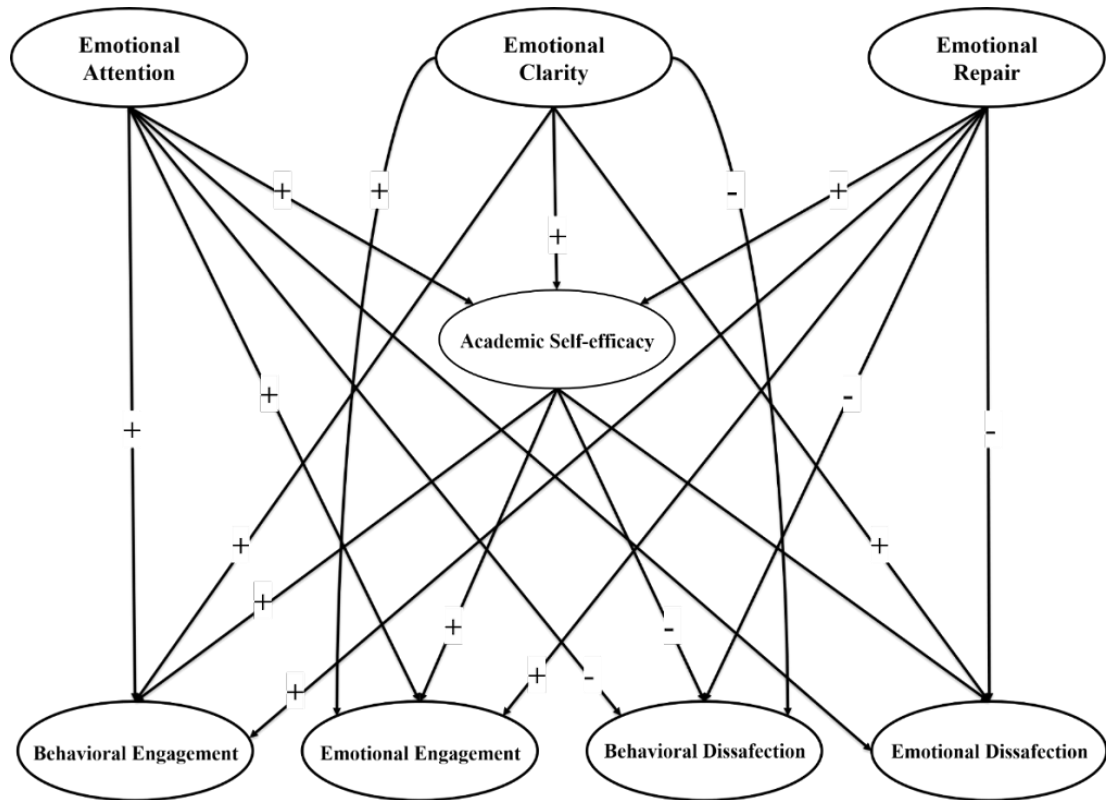 Emotional
Attention
Emotional
Clarity
Emotional
Repair
+
+
-
+
+
Academic Self-efficacy
+
-
+
-
+
+
+
+
-
+
-
+
Behavioral Engagement
Emotional Engagement
Behavioral Dissafection
Emotional Dissafection